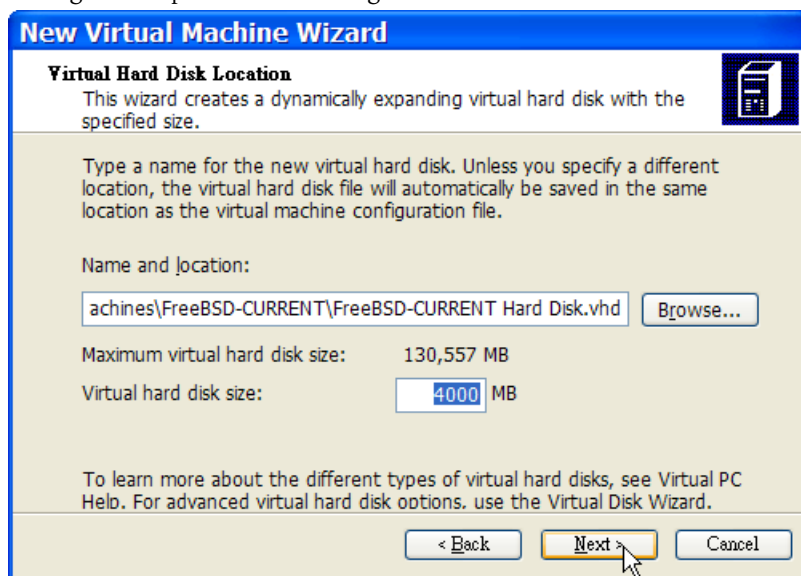 New Virtual Machine Wizard
Virtual Hard Disk Location
This wizard creates a dynamically expanding virtual hard disk with the
specified size.
Type a name for the new virtual hard disk. Unless you specify a different
location, the virtual hard disk file will automatically be saved in the same
location as the virtual machine configuration file.
Name and location:
achines\FreeBSD-CURRENT\FreeBSD-CURRENT Hard Disk.vhd Browse...
Maximum virtual hard disk size: 130,557 MB
Virtual hard disk size: 4000 MB
To learn more about the different types of virtual hard disks, see Virtual PC
Help. For advanced virtual hard disk options, use the Virtual Disk Wizard.
< Back Next > Cancel